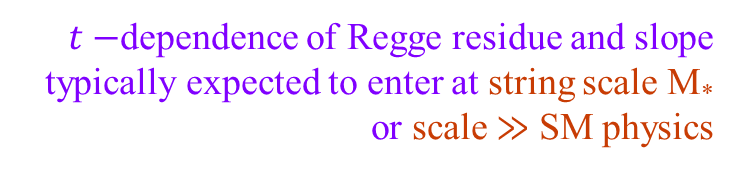 t −dependence of Regge residue and slope
typically expected to enter at string scale M*
or scale ≫ SM physics